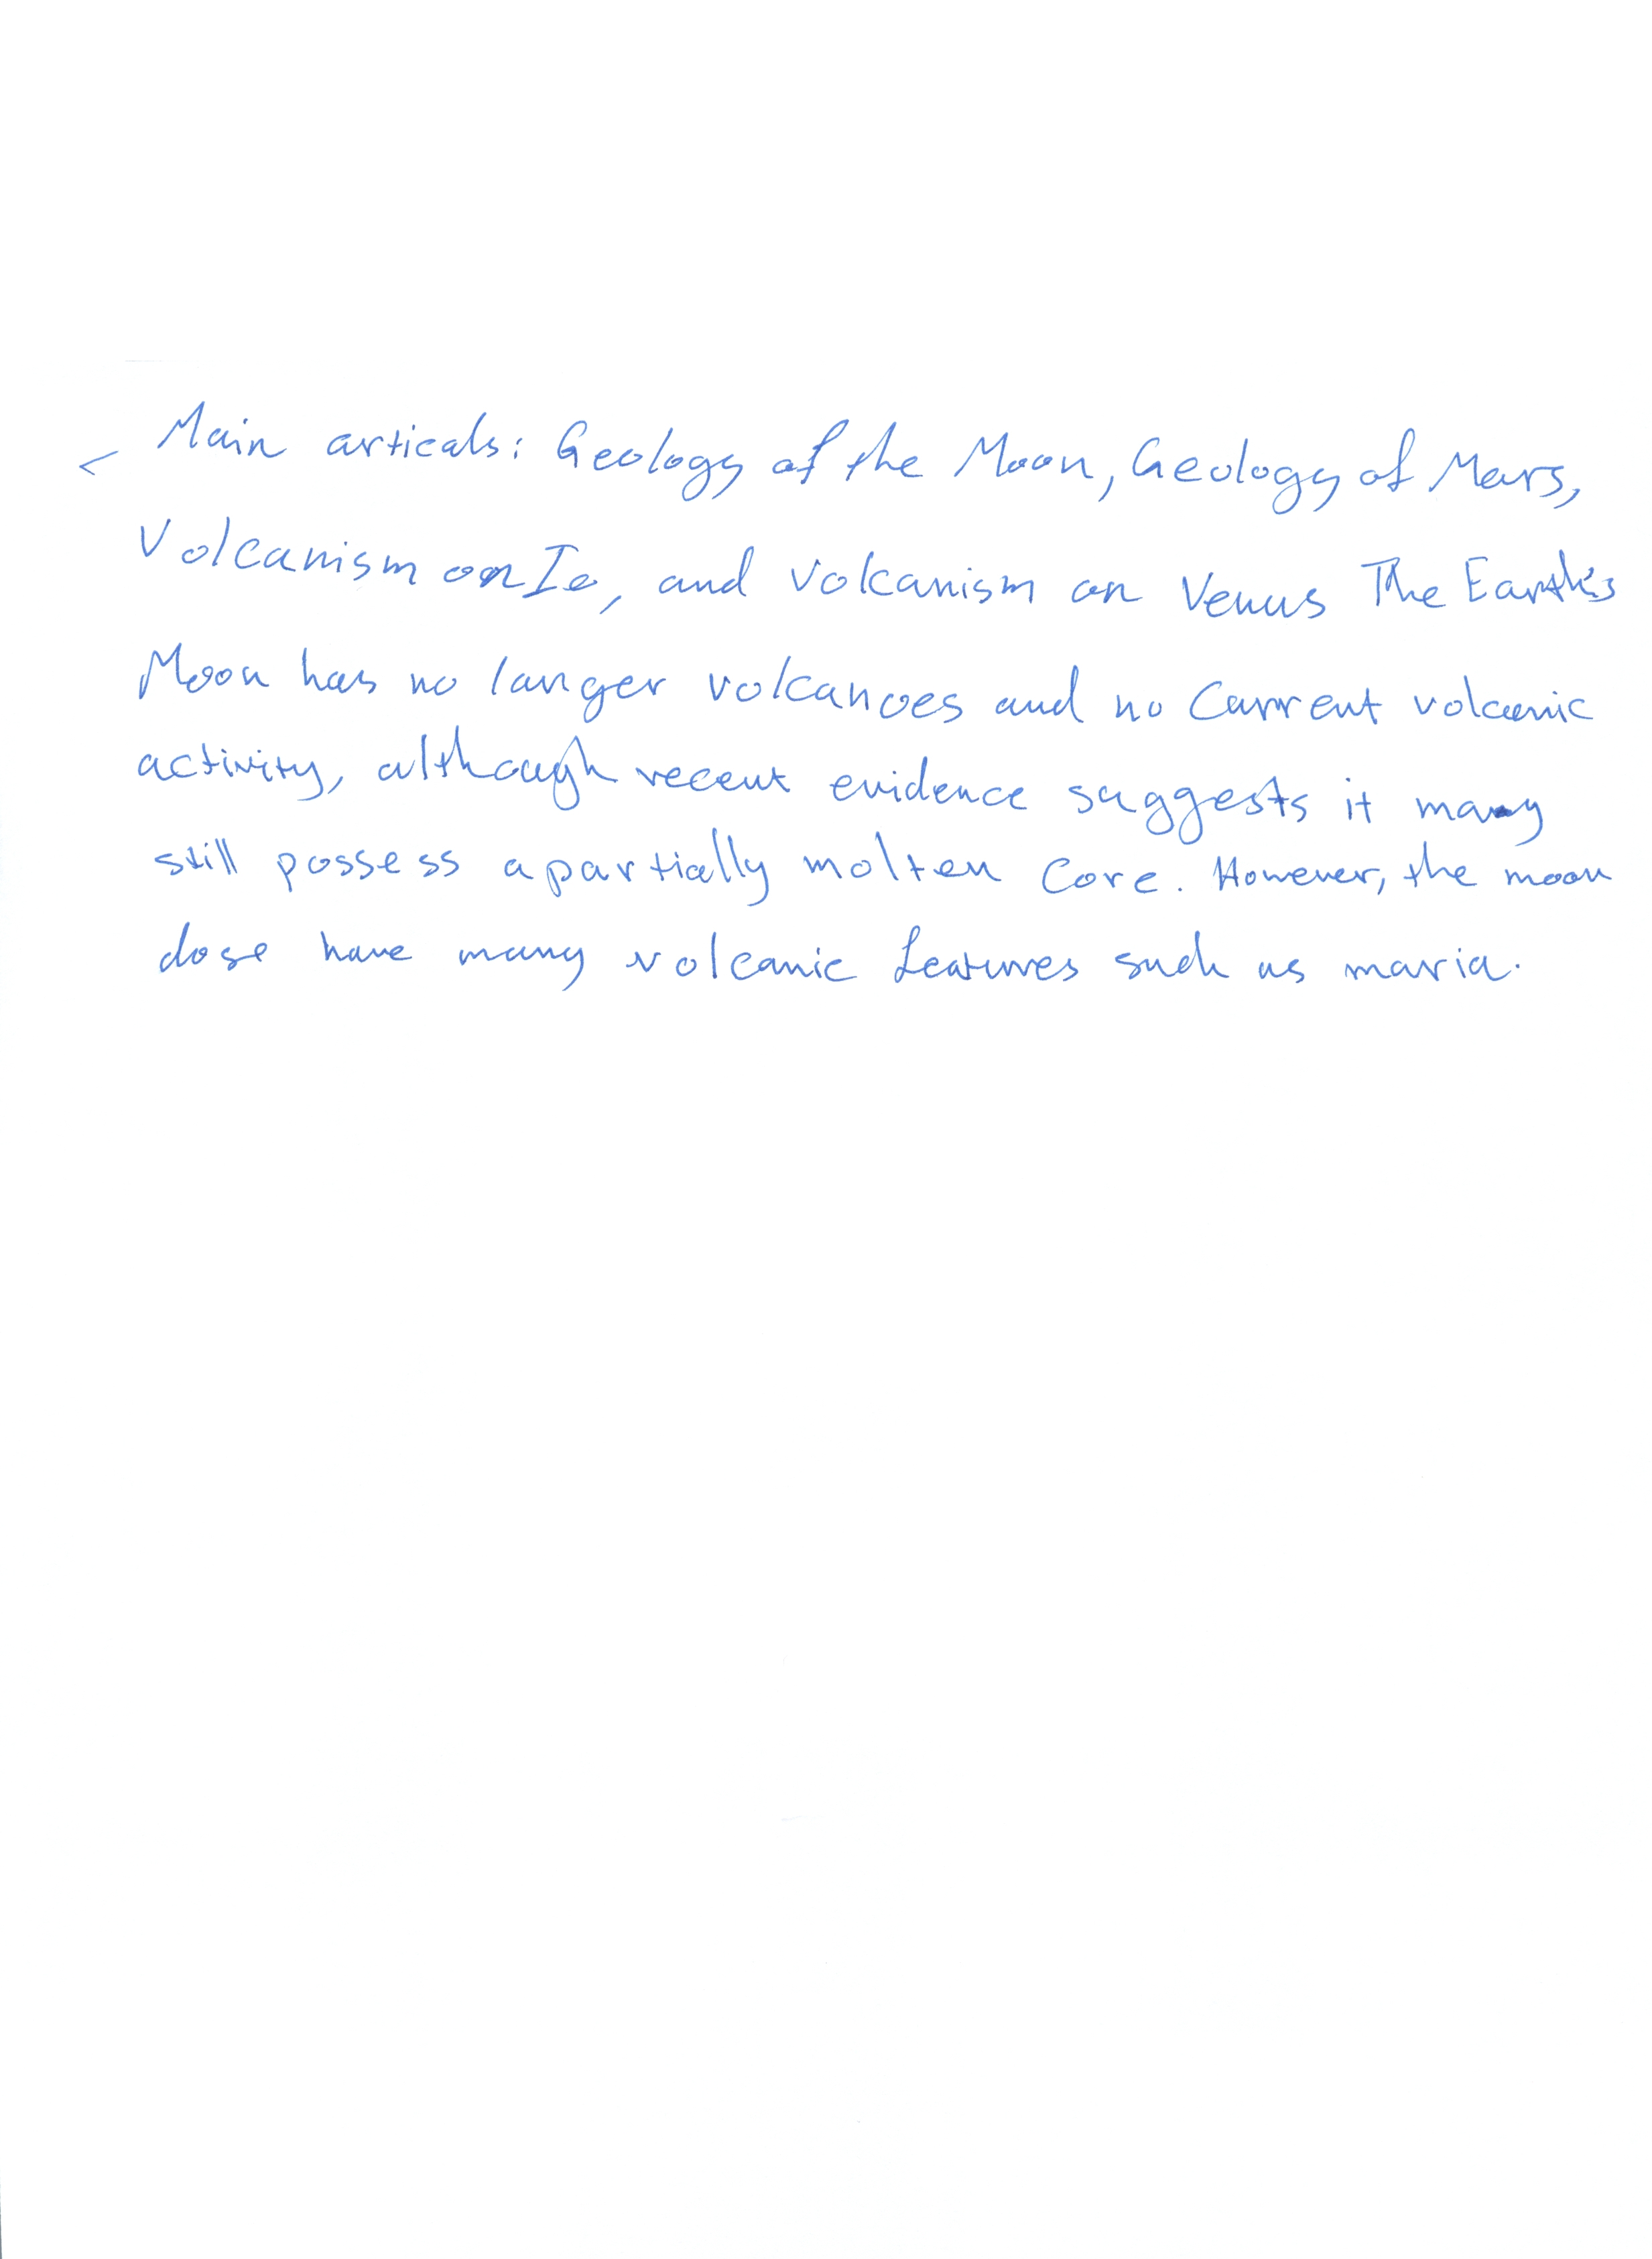 Main articals: Geology of the Moon, Geology of Mars,
Volcanism on Io, and volcanism on Venus The Earth's
Moon has no langer volcanoes and no Current volcanic
activity, although recent evidence suggests it may
still possess a partially molten core. However, the moon
dose have many volcanic features such as maria.